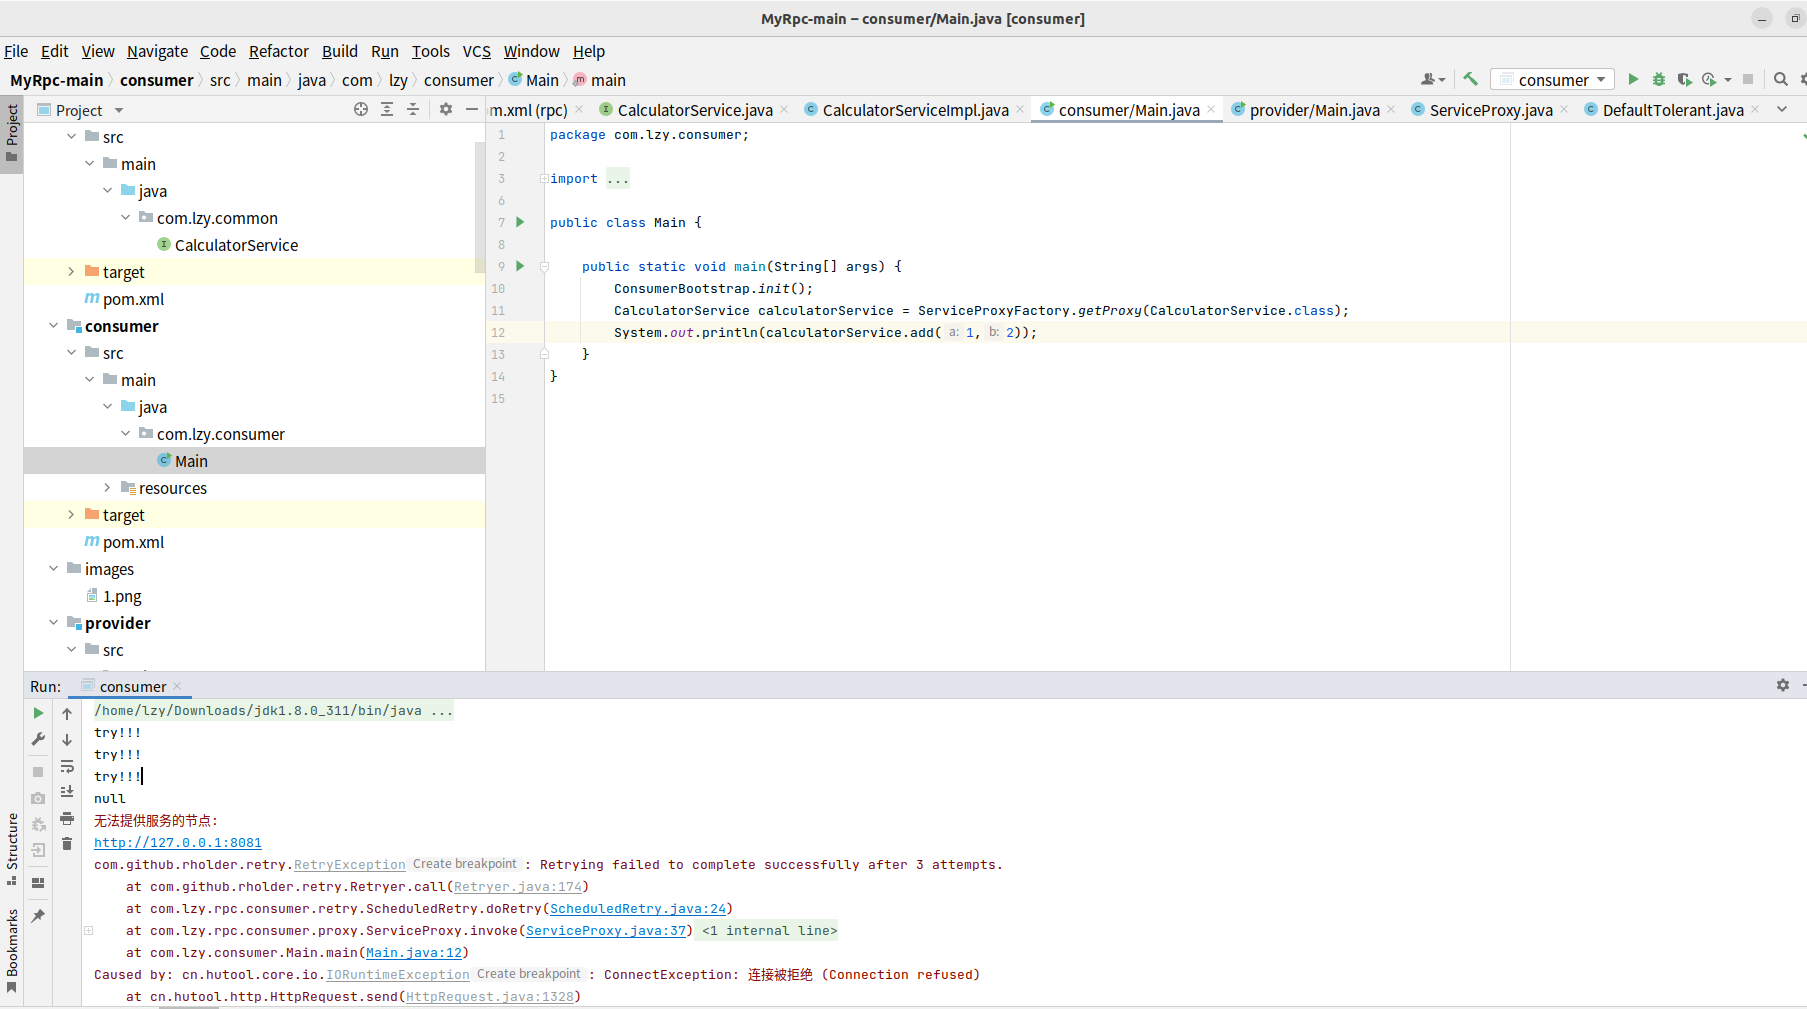 MyRpc-main – consumer/Main.java [consumer]
File Edit View Navigate Code Refactor Build Run Tools VCS Window Help
MyRpc-main consumer src main java com lzy consumer Main main
consumer
Project
Project
m.xml (rpc) CalculatorService.java CalculatorServiceImpl.java consumer/Main.java provider/Main.java ServiceProxy.java DefaultTolerant.java
src
main
java
com.lzy.common
CalculatorService
target
pom.xml
consumer
src
main
java
com.lzy.consumer
Main
resources
target
pom.xml
images
1.png
provider
src
1 package com.lzy.consumer;
2
3 import ...
6
7 public class Main {
8
9 public static void main(String[] args) {
10 ConsumerBootstrap.init();
11 CalculatorService calculatorService = ServiceProxyFactory.getProxy(CalculatorService.class);
12 System.out.println(calculatorService.add( a: 1, b: 2));
13 }
14 }
15
Run: consumer
/home/lzy/Downloads/jdk1.8.0_311/bin/java ...
try!!!
try!!!
try!!!
null
无法提供服务的节点:
http://127.0.0.1:8081
com.github.rholder.retry.RetryException Create breakpoint : Retrying failed to complete successfully after 3 attempts.
at com.github.rholder.retry.Retryer.call(Retryer.java:174)
at com.lzy.rpc.consumer.retry.ScheduledRetry.doRetry(ScheduledRetry.java:24)
at com.lzy.rpc.consumer.proxy.ServiceProxy.invoke(ServiceProxy.java:37) <1 internal line>
at com.lzy.consumer.Main.main(Main.java:12)
Caused by: cn.hutool.core.io.IORuntimeException Create breakpoint : ConnectException: 连接被拒绝 (Connection refused)
at cn.hutool.http.HttpRequest.send(HttpRequest.java:1328)
Structure
Bookmarks